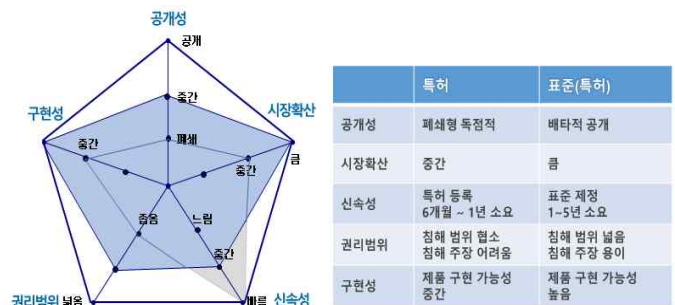 공개성
공개
중간
시장확산
구현성
중간
폐쇄
중간
큼
좁음
느림
중간
권리범위
넓음
빠름
신속성
특허
표준(특허)
공개성
폐쇄형 독점적
배타적 공개
시장확산
중간
큼
신속성
특허 등록
6개월 ~ 1년 소요
표준 제정
1~5년 소요
권리범위
침해 범위 협소
침해 주장 어려움
침해 범위 넓음
침해 주장 용이
구현성
제품 구현 가능성
중간
제품 구현 가능성
높음